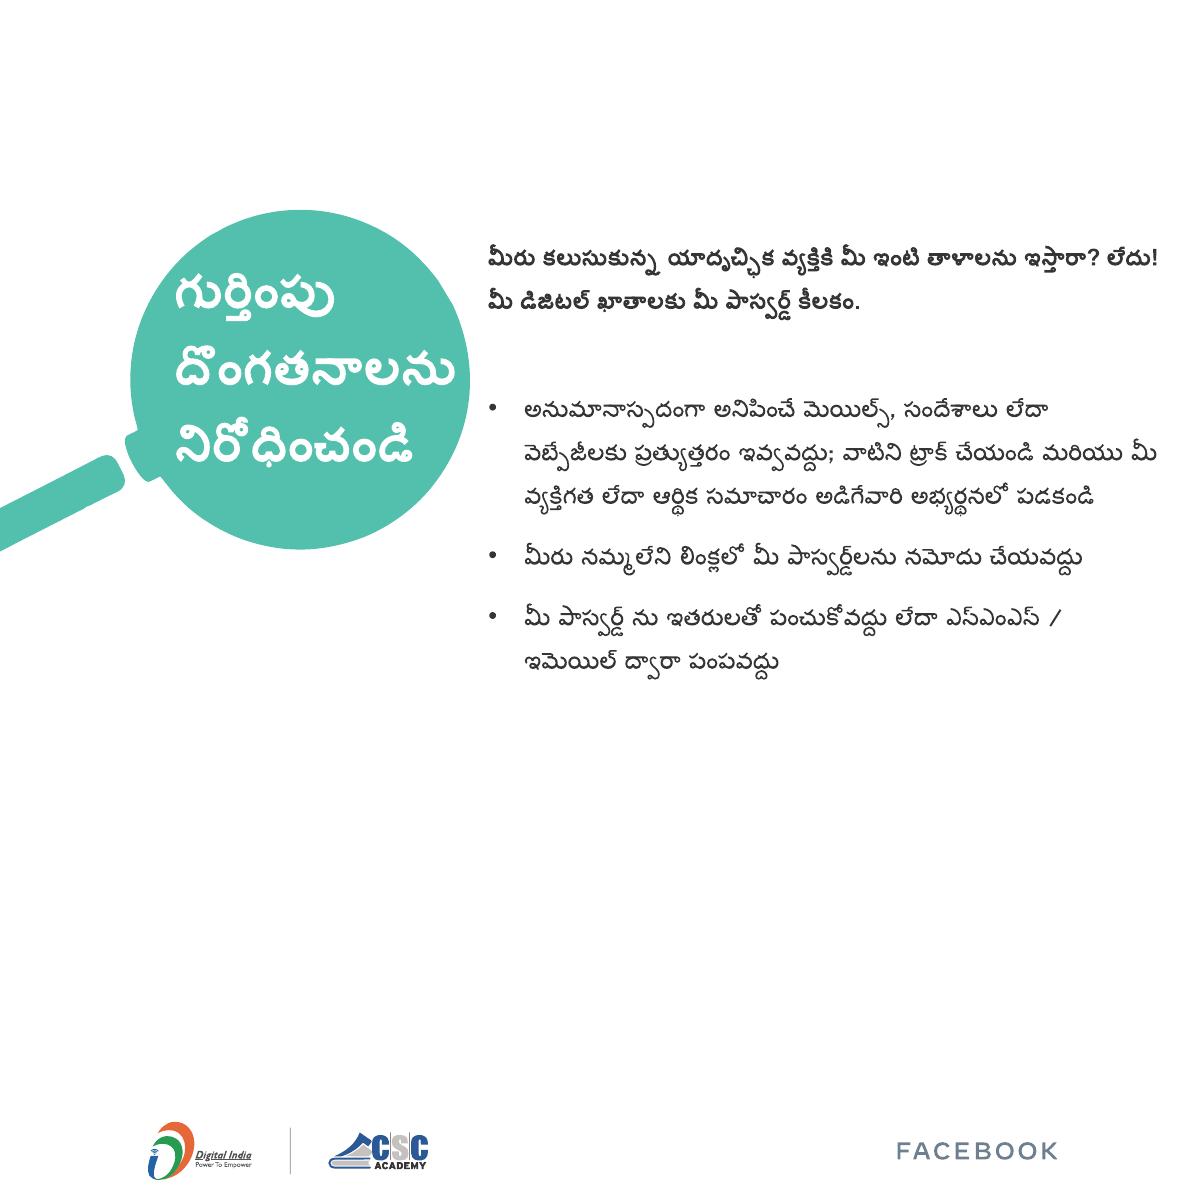 గుర్తింపు
దొంగతనాలను
నిరోధించండి
మీరు కలుసుకున్న యాదృచ్ఛిక వ్యక్తికి మీ ఇంటి తాళాలను ఇస్తారా? లేదు!
మీ డిజిటల్ ఖాతాలకు మీ పాస్వర్డ్ కీలకం.
• అనుమానాస్పదంగా అనిపించే మెయిల్స్, సందేశాలు లేదా
వెబ్పేజీలకు ప్రత్యుత్తరం ఇవ్వవద్దు; వాటిని ట్రాక్ చేయండి మరియు మీ
వ్యక్తిగత లేదా ఆర్థిక సమాచారం అడిగేవారి అభ్యర్థనలో పడకండి
• మీరు నమ్మలేని లింక్లలో మీ పాస్వర్డ్‌లను నమోదు చేయవద్దు
• మీ పాస్వర్డ్ ను ఇతరులతో పంచుకోవద్దు లేదా ఎస్ఎంఎస్ /
ఇమెయిల్ ద్వారా పంపవద్దు
Digital India
Power To Empower
CSC
ACADEMY
FACEBOOK